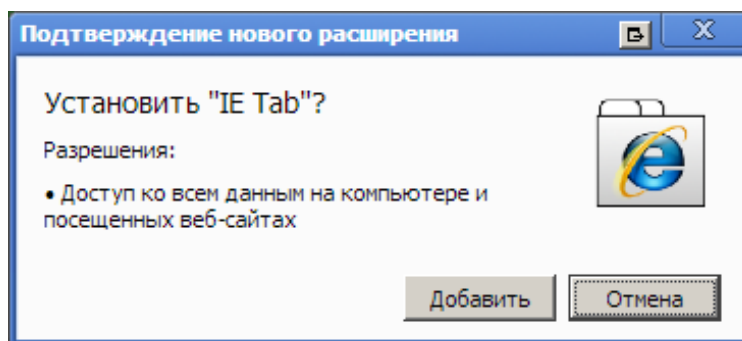 Подтверждение нового расширения
Установить "IE Tab"?
Разрешения:
• Доступ ко всем данным на компьютере и
посещенных веб-сайтах
Добавить
Отмена